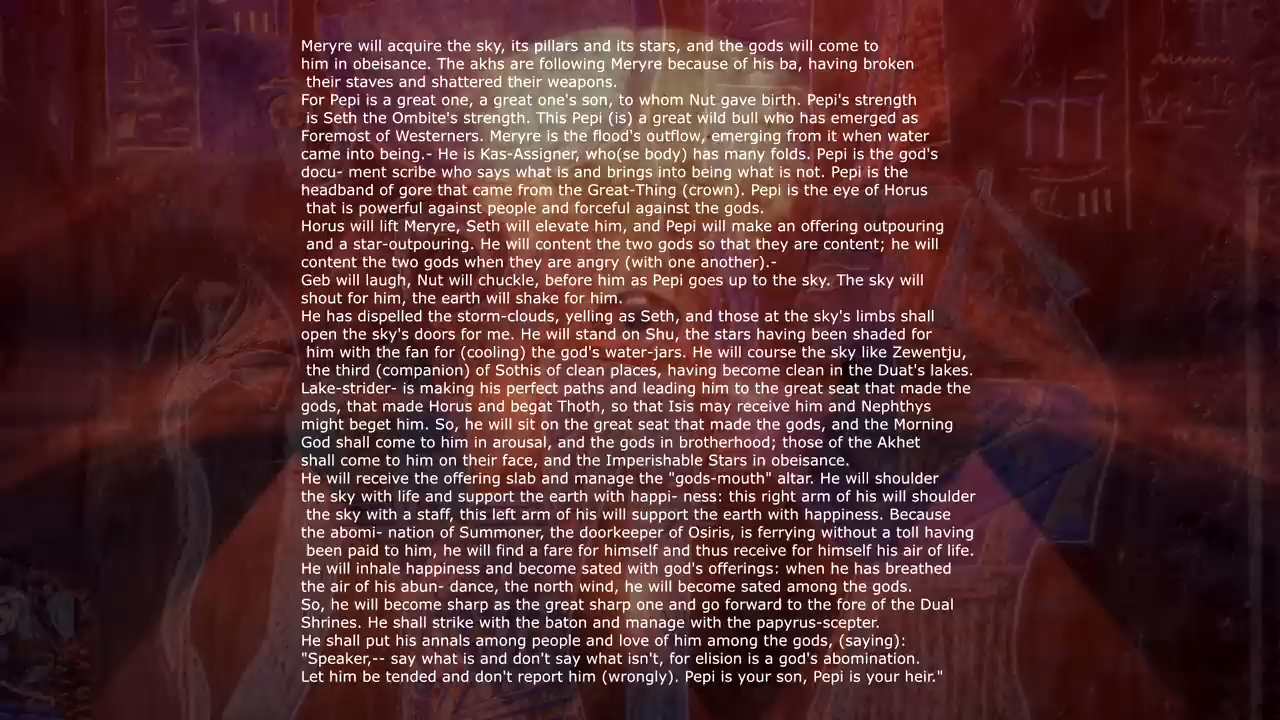 Meryre will acquire the sky, its pillars and its stars, and the gods will come to
him in obeisance. The akhs are following Meryre because of his ba, having broken
their staves and shattered their weapons.
For Pepi is a great one, a great one's son, to whom Nut gave birth. Pepi's strength
is Seth the Ombite's strength. This Pepi (is) a great wild bull who has emerged as
Foremost of Westerners. Meryre is the flood's outflow, emerging from it when water
came into being.- He is Kas-Assigner, who(se body) has many folds. Pepi is the god's
docu- ment scribe who says what is and brings into being what is not. Pepi is the
headband of gore that came from the Great-Thing (crown). Pepi is the eye of Horus
that is powerful against people and forceful against the gods.
Horus will lift Meryre, Seth will elevate him, and Pepi will make an offering outpouring
and a star-outpouring. He will content the two gods so that they are content; he will
content the two gods when they are angry (with one another).-
Geb will laugh, Nut will chuckle, before him as Pepi goes up to the sky. The sky will
shout for him, the earth will shake for him.
He has dispelled the storm-clouds, yelling as Seth, and those at the sky's limbs shall
open the sky's doors for me. He will stand on Shu, the stars having been shaded for
him with the fan for (cooling) the god's water-jars. He will course the sky like Zewentju,
the third (companion) of Sothis of clean places, having become clean in the Duat's lakes.
Lake-strider- is making his perfect paths and leading him to the great seat that made the
gods, that made Horus and begat Thoth, so that Isis may receive him and Nephthys
might beget him. So, he will sit on the great seat that made the gods, and the Morning
God shall come to him in arousal, and the gods in brotherhood; those of the Akhet
shall come to him on their face, and the Imperishable Stars in obeisance.
He will receive the offering slab and manage the "gods-mouth" altar. He will shoulder
the sky with life and support the earth with happi- ness: this right arm of his will shoulder
the sky with a staff, this left arm of his will support the earth with happiness. Because
the abomi- nation of Summoner, the doorkeeper of Osiris, is ferrying without a toll having
been paid to him, he will find a fare for himself and thus receive for himself his air of life.
He will inhale happiness and become sated with god's offerings: when he has breathed
the air of his abun- dance, the north wind, he will become sated among the gods.
So, he will become sharp as the great sharp one and go forward to the fore of the Dual
Shrines. He shall strike with the baton and manage with the papyrus-scepter.
He shall put his annals among people and love of him among the gods, (saying):
"Speaker,-- say what is and don't say what isn't, for elision is a god's abomination.
Let him be tended and don't report him (wrongly). Pepi is your son, Pepi is your heir."